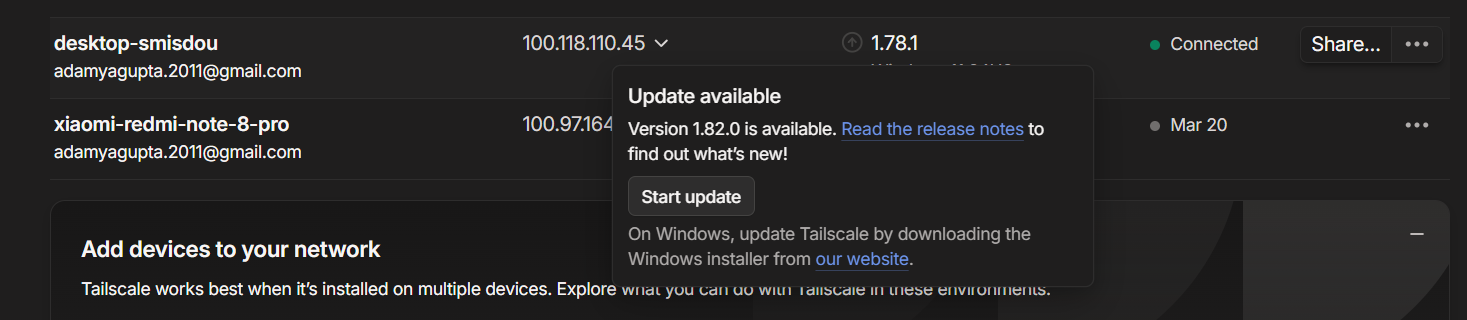 desktop-smisdou 100.118.110.45 1.78.1 Connected Share... ...
adamyagupta.2011@gmail.com
Update available
xiaomi-redmi-note-8-pro 100.97.164 Mar 20 ...
adamyagupta.2011@gmail.com
Version 1.82.0 is available. Read the release notes to
find out what's new!
Start update
On Windows, update Tailscale by downloading the
Windows installer from our website.
Add devices to your network
Tailscale works best when it's installed on multiple devices. Explore what you can do with Tailscale in these environments.